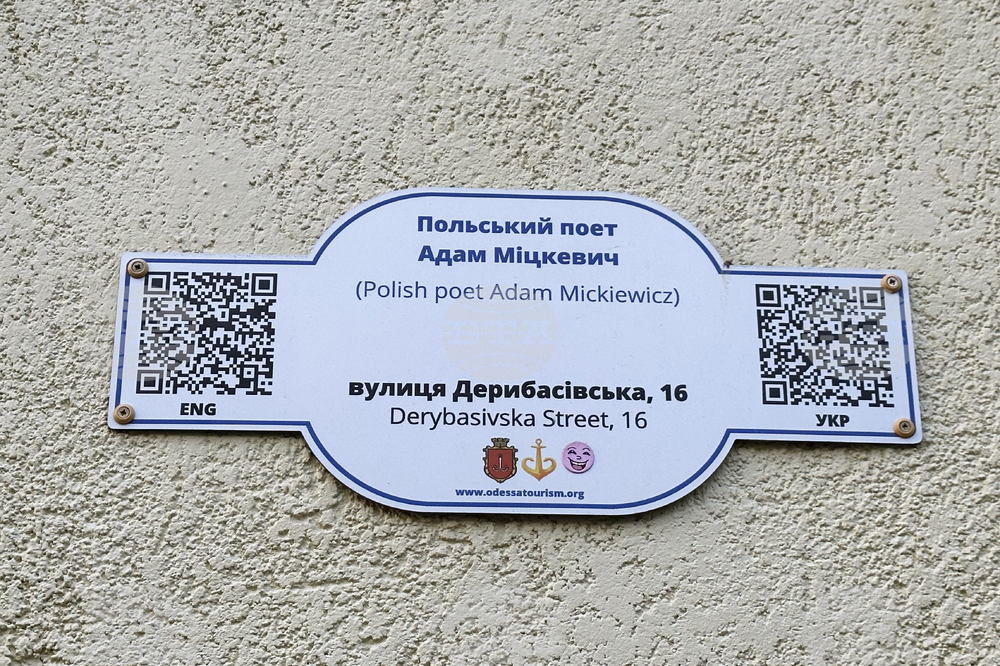 Польський поет
Адам Міцкевич
(Polish poet Adam Mickiewicz)
вулиця Дерибасівська, 16
Derybasivska Street, 16
ENG
УКР
www.odessatourism.org